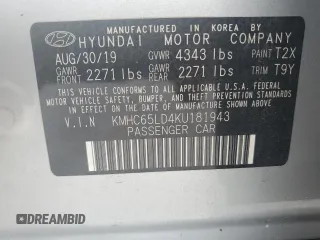 MANUFACTURED IN KOREA BY
HYUNDAI MOTOR COMPANY
AUG/30/19 GVWR 4343 lbs PAINT T2X
GAWR FRT 2271 lbs GAWR RR 2271 lbs TRIM T9Y
THIS VEHICLE CONFORMS TO ALL APPLICABLE
U.S.A. FEDERAL MOTOR VEHICLE SAFETY, BUMPER
AND THEFT PREVENTION STANDARDS IN EFFECT ON
THE DATE OF MANUFACTURE SHOWN ABOVE.
V.I.N KMHC65LD4KU181943
PASSENGER CAR
DREAMBID